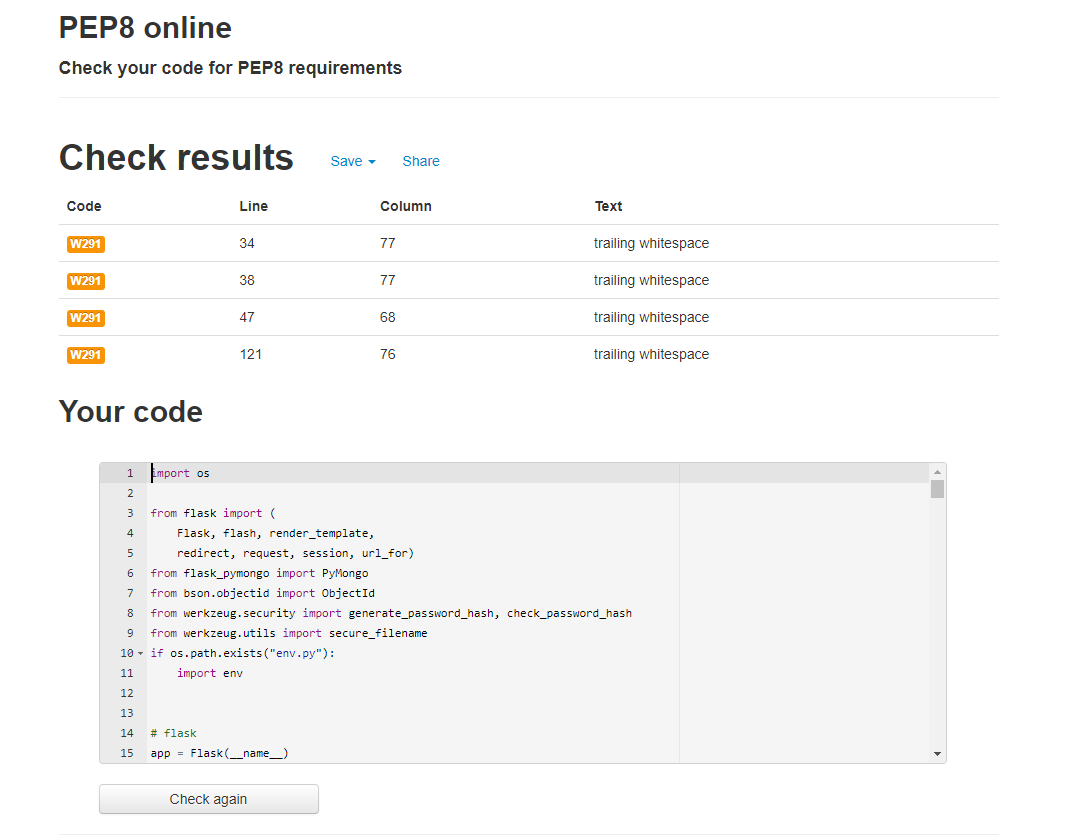 PEP8 online
Check your code for PEP8 requirements
Check results Save Share
Code Line Column Text
W291 34 77 trailing whitespace
W291 38 77 trailing whitespace
W291 47 68 trailing whitespace
W291 121 76 trailing whitespace
Your code
1 import os
2
3 from flask import (
4     Flask, flash, render_template,
5     redirect, request, session, url_for)
6 from flask_pymongo import PyMongo
7 from bson.objectid import ObjectId
8 from werkzeug.security import generate_password_hash, check_password_hash
9 from werkzeug.utils import secure_filename
10 if os.path.exists("env.py"):
11     import env
12
13
14 # flask
15 app = Flask(__name__)
Check again